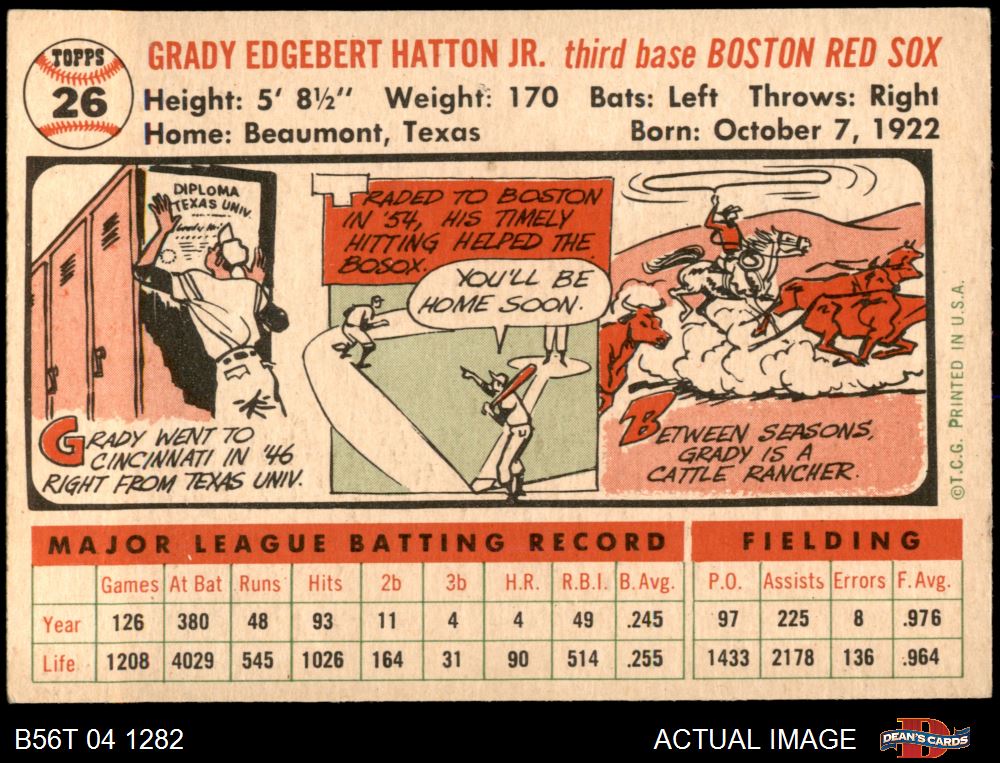 TOPPS
26
GRADY EDGEBERT HATTON JR. third base BOSTON RED SOX
Height: 5' 8½" Weight: 170 Bats: Left Throws: Right
Home: Beaumont, Texas Born: October 7, 1922
DIPLOMA
TEXAS UNIV.
GRADY WENT TO
CINCINNATI IN '46
RIGHT FROM TEXAS UNIV.
TRADED TO BOSTON
IN '54, HIS TIMELY
HITTING HELPED THE
BOSOX.
YOU'LL BE
HOME SOON.
BETWEEN SEASONS,
GRADY IS A
CATTLE RANCHER.
©T.C.G. PRINTED IN U.S.A.
MAJOR LEAGUE BATTING RECORD FIELDING
Games At Bat Runs Hits 2b 3b H.R. R.B.I. B.Avg. P.O. Assists Errors F.Avg.
Year 126 380 48 93 11 4 4 49 .245 97 225 8 .976
Life 1208 4029 545 1026 164 31 90 514 .255 1433 2178 136 .964
B56T 04 1282 ACTUAL IMAGE DEAN'S CARDS